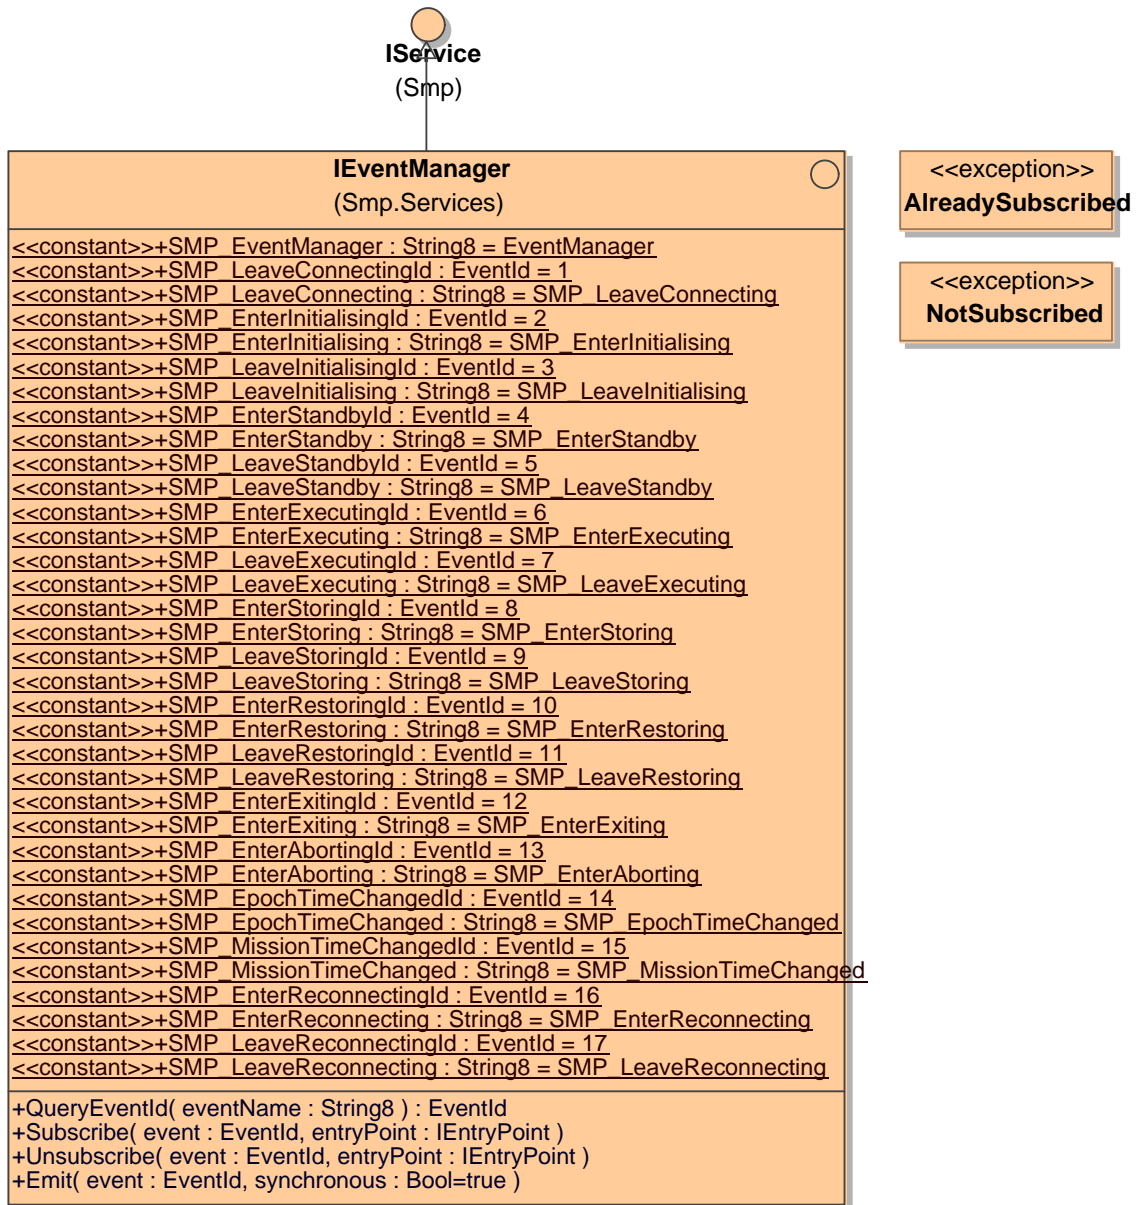 IService
(Smp)
IEventManager
(Smp.Services)
<<constant>>+SMP_EventManager : String8 = EventManager
<<constant>>+SMP_LeaveConnectingId : EventId = 1
<<constant>>+SMP_LeaveConnecting : String8 = SMP_LeaveConnecting
<<constant>>+SMP_EnterInitialisingId : EventId = 2
<<constant>>+SMP_EnterInitialising : String8 = SMP_EnterInitialising
<<constant>>+SMP_LeaveInitialisingId : EventId = 3
<<constant>>+SMP_LeaveInitialising : String8 = SMP_LeaveInitialising
<<constant>>+SMP_EnterStandbyId : EventId = 4
<<constant>>+SMP_EnterStandby : String8 = SMP_EnterStandby
<<constant>>+SMP_LeaveStandbyId : EventId = 5
<<constant>>+SMP_LeaveStandby : String8 = SMP_LeaveStandby
<<constant>>+SMP_EnterExecutingId : EventId = 6
<<constant>>+SMP_EnterExecuting : String8 = SMP_EnterExecuting
<<constant>>+SMP_LeaveExecutingId : EventId = 7
<<constant>>+SMP_LeaveExecuting : String8 = SMP_LeaveExecuting
<<constant>>+SMP_EnterStoringId : EventId = 8
<<constant>>+SMP_EnterStoring : String8 = SMP_EnterStoring
<<constant>>+SMP_LeaveStoringId : EventId = 9
<<constant>>+SMP_LeaveStoring : String8 = SMP_LeaveStoring
<<constant>>+SMP_EnterRestoringId : EventId = 10
<<constant>>+SMP_EnterRestoring : String8 = SMP_EnterRestoring
<<constant>>+SMP_LeaveRestoringId : EventId = 11
<<constant>>+SMP_LeaveRestoring : String8 = SMP_LeaveRestoring
<<constant>>+SMP_EnterExitingId : EventId = 12
<<constant>>+SMP_EnterExiting : String8 = SMP_EnterExiting
<<constant>>+SMP_EnterAbortingId : EventId = 13
<<constant>>+SMP_EnterAborting : String8 = SMP_EnterAborting
<<constant>>+SMP_EpochTimeChangedId : EventId = 14
<<constant>>+SMP_EpochTimeChanged : String8 = SMP_EpochTimeChanged
<<constant>>+SMP_MissionTimeChangedId : EventId = 15
<<constant>>+SMP_MissionTimeChanged : String8 = SMP_MissionTimeChanged
<<constant>>+SMP_EnterReconnectingId : EventId = 16
<<constant>>+SMP_EnterReconnecting : String8 = SMP_EnterReconnecting
<<constant>>+SMP_LeaveReconnectingId : EventId = 17
<<constant>>+SMP_LeaveReconnecting : String8 = SMP_LeaveReconnecting
+QueryEventId( eventName : String8 ) : EventId
+Subscribe( event : EventId, entryPoint : IEntryPoint )
+Unsubscribe( event : EventId, entryPoint : IEntryPoint )
+Emit( event : EventId, synchronous : Bool=true )
<<exception>>
AlreadySubscribed
<<exception>>
NotSubscribed